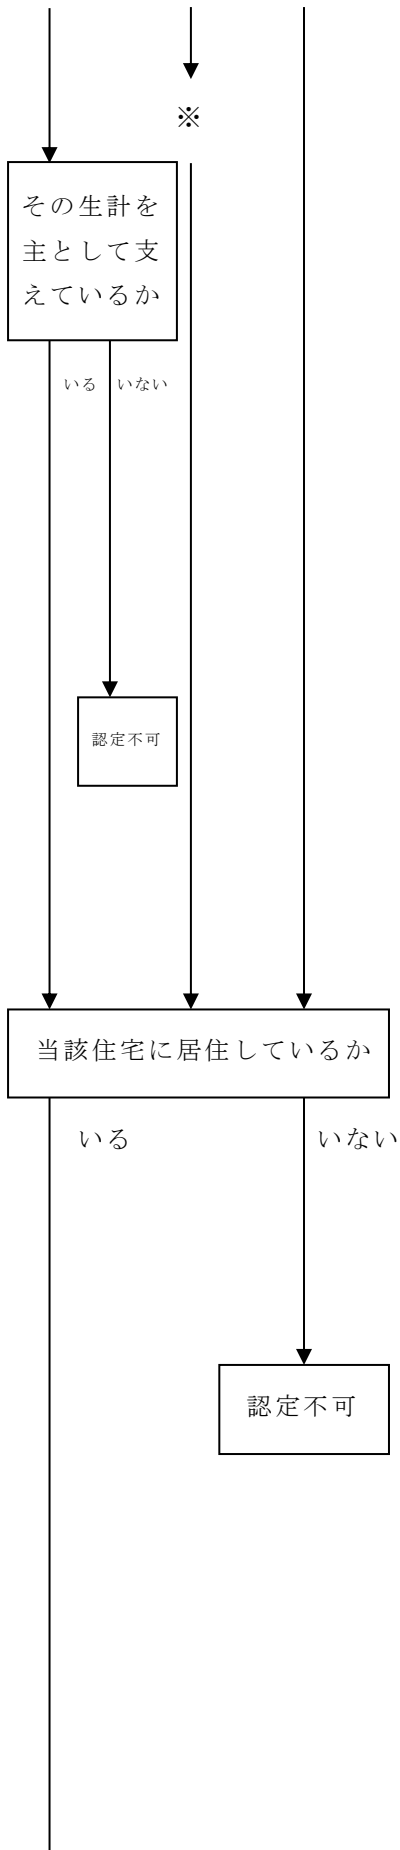 ※
その生計を
主として支
えているか
いる
いない
認定不可
当該住宅に居住しているか
いる
いない
認定不可